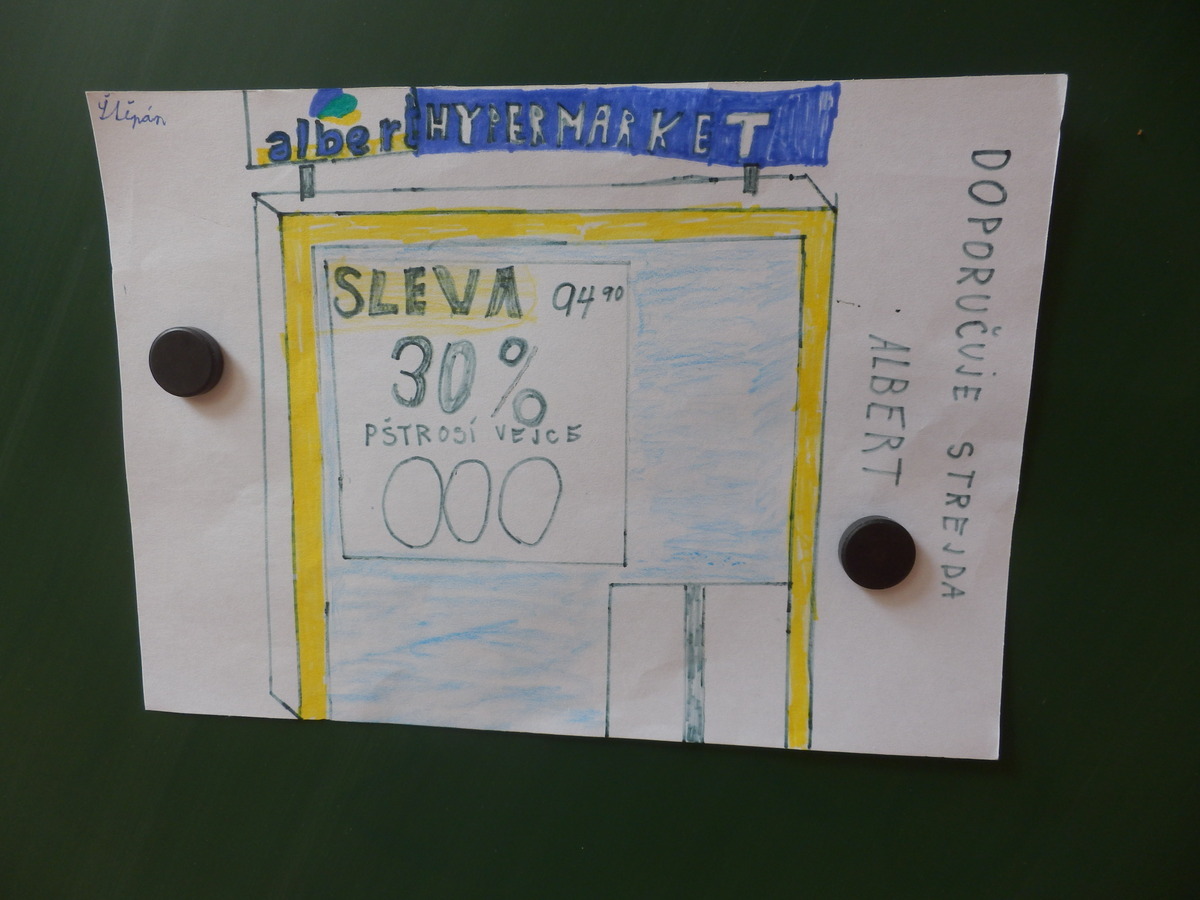 Štěpán
albert HYPERMARKET
SLEVA 94 90
30%
PŠTROSÍ VEJCE
DOPORUČUJE STREJDA
ALBERT